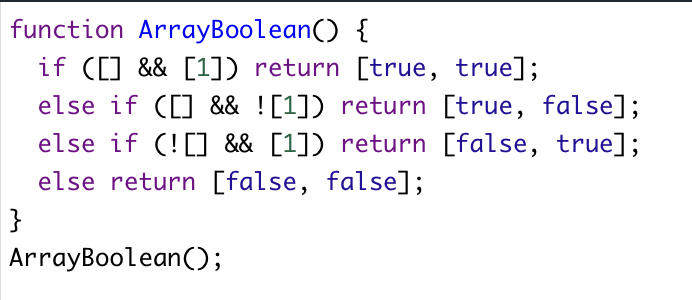 function ArrayBoolean() {
  if ([] && [1]) return [true, true];
  else if ([] && ![1]) return [true, false];
  else if (![] && [1]) return [false, true];
  else return [false, false];
}
ArrayBoolean();